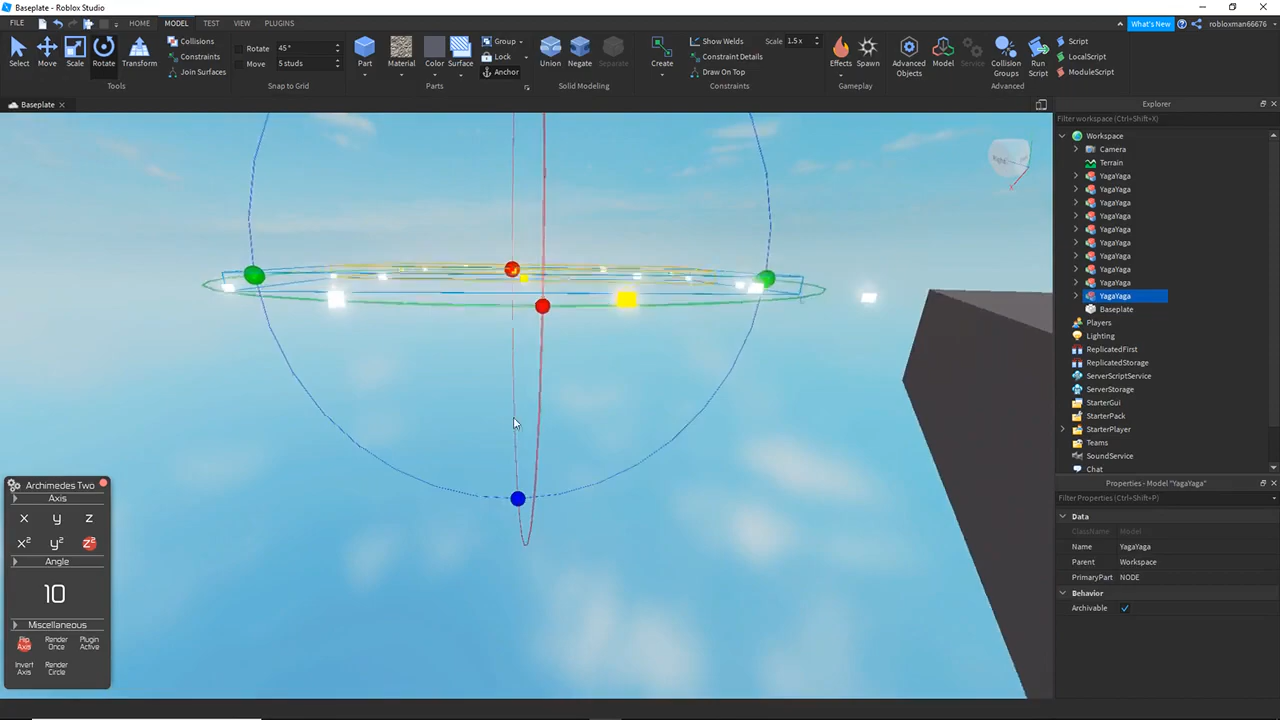 Baseplate - Roblox Studio
FILE HOME MODEL TEST VIEW PLUGINS What's New robloxman66676
Select Move Scale Rotate Transform
Collisions
Constraints
Join Surfaces
Tools
Rotate 45°
Move 5 studs
Snap to Grid
Part Material Color Surface
Group
Lock
Anchor
Parts
Union Negate Separate
Solid Modeling
Create
Show Welds Scale 1.5 x
Constraint Details
Draw On Top
Constraints
Effects Spawn
Gameplay
Advanced Objects
Model
Service
Collision Groups
Run Script
Script
LocalScript
ModuleScript
Advanced
Baseplate
Explorer
Filter workspace (Ctrl+Shift+X)
Workspace
Camera
Terrain
YagaYaga
YagaYaga
YagaYaga
YagaYaga
YagaYaga
YagaYaga
YagaYaga
YagaYaga
YagaYaga
YagaYaga
Baseplate
Players
Lighting
ReplicatedFirst
ReplicatedStorage
ServerScriptService
ServerStorage
StarterGui
StarterPack
StarterPlayer
Teams
SoundService
Chat
Properties - Model "YagaYaga"
Filter Properties (Ctrl+Shift+P)
Data
ClassName Model
Name YagaYaga
Parent Workspace
PrimaryPart NODE
Behavior
Archivable
Archimedes Two
Axis
x y z
x² y² z²
Angle
10
Miscellaneous
Flip Axis
Render Once
Plugin Active
Invert Axis
Render Circle